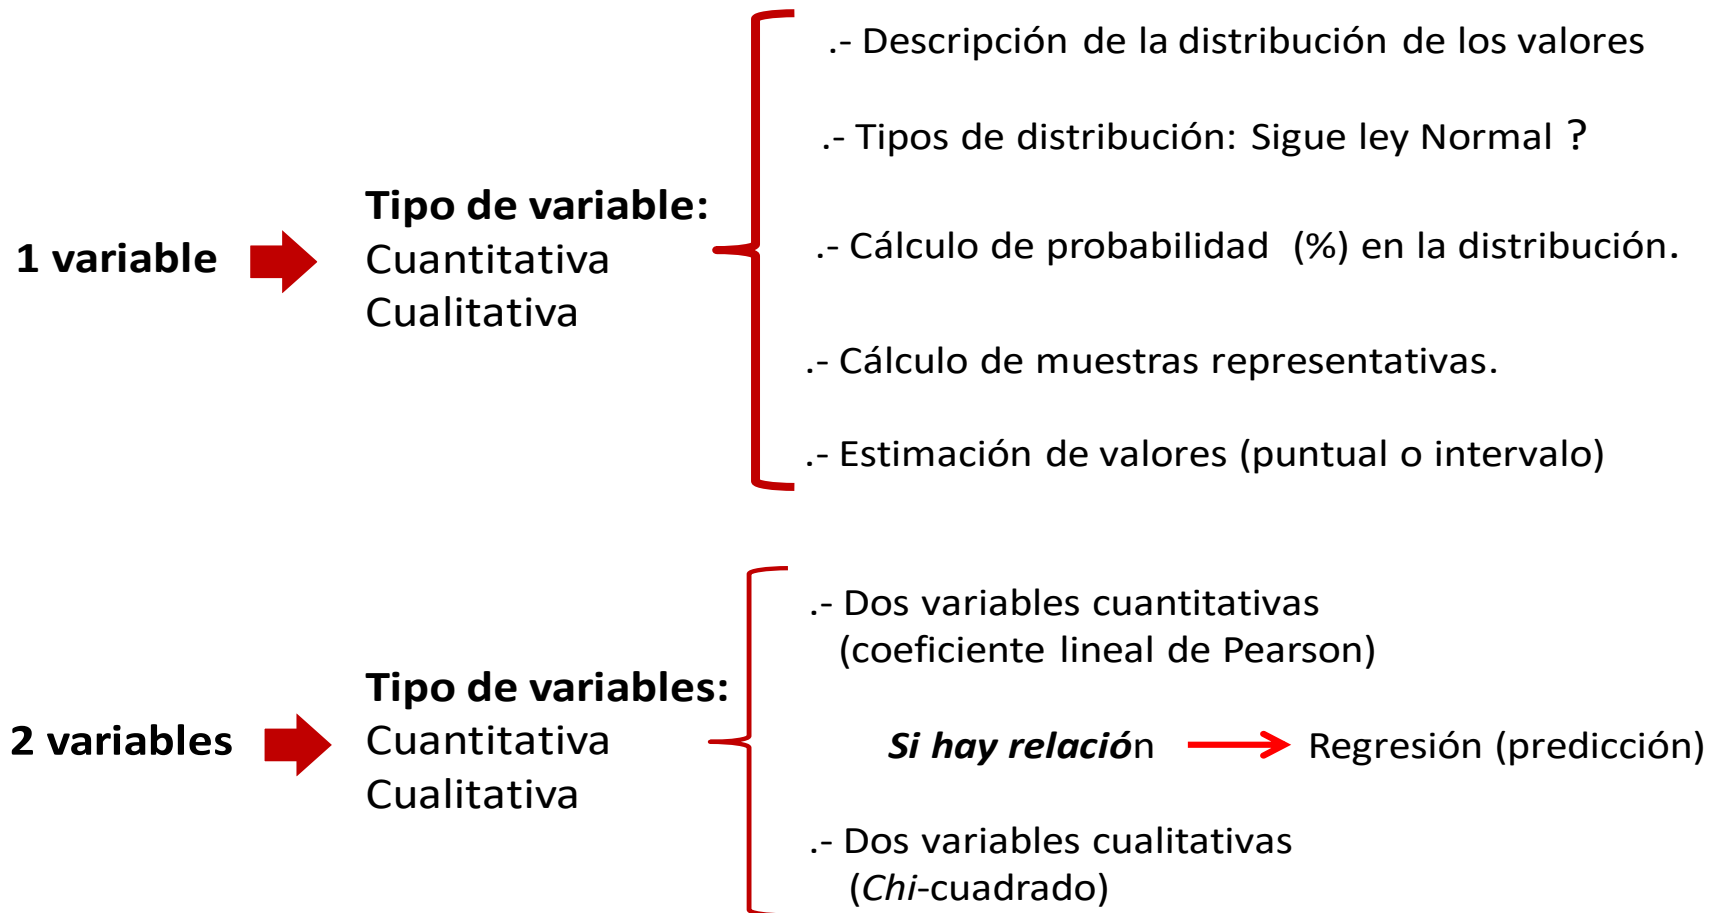 1 variable
Tipo de variable:
Cuantitativa
Cualitativa
.- Descripción de la distribución de los valores
.- Tipos de distribución: Sigue ley Normal ?
.- Cálculo de probabilidad (%) en la distribución.
.- Cálculo de muestras representativas.
.- Estimación de valores (puntual o intervalo)
2 variables
Tipo de variables:
Cuantitativa
Cualitativa
.- Dos variables cuantitativas
(coeficiente lineal de Pearson)
Si hay relación
Regresión (predicción)
.- Dos variables cualitativas
(Chi-cuadrado)